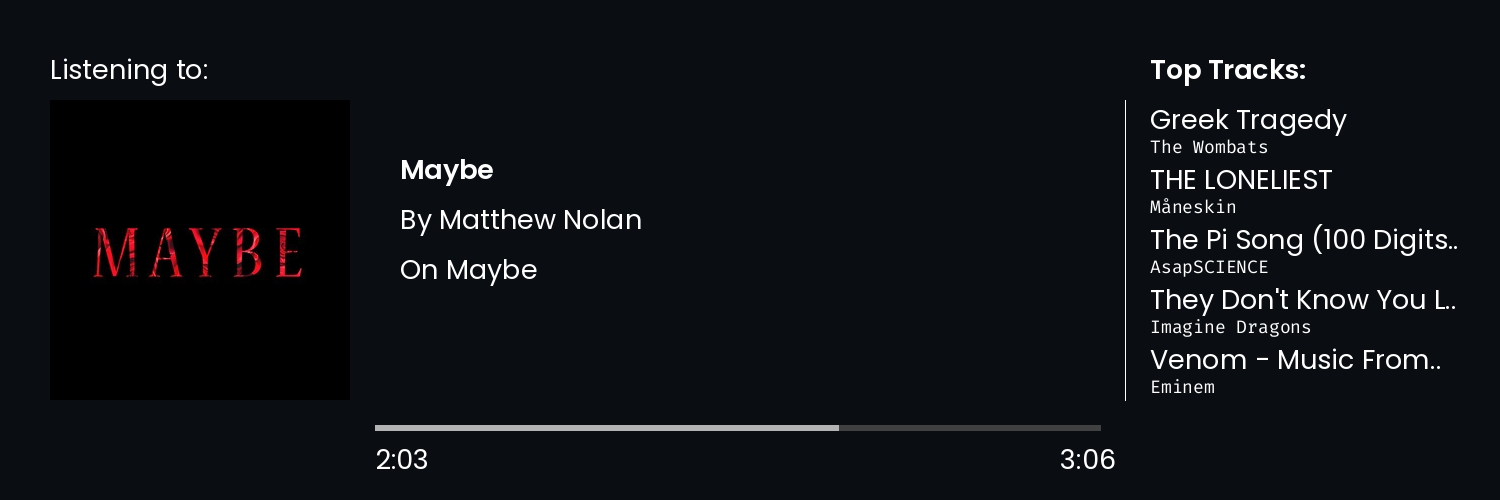 Listening to:
MAYBE
Maybe
By Matthew Nolan
On Maybe
2:03
3:06
Top Tracks:
Greek Tragedy
The Wombats
THE LONELIEST
Måneskin
The Pi Song (100 Digits..
AsapSCIENCE
They Don't Know You L..
Imagine Dragons
Venom - Music From..
Eminem